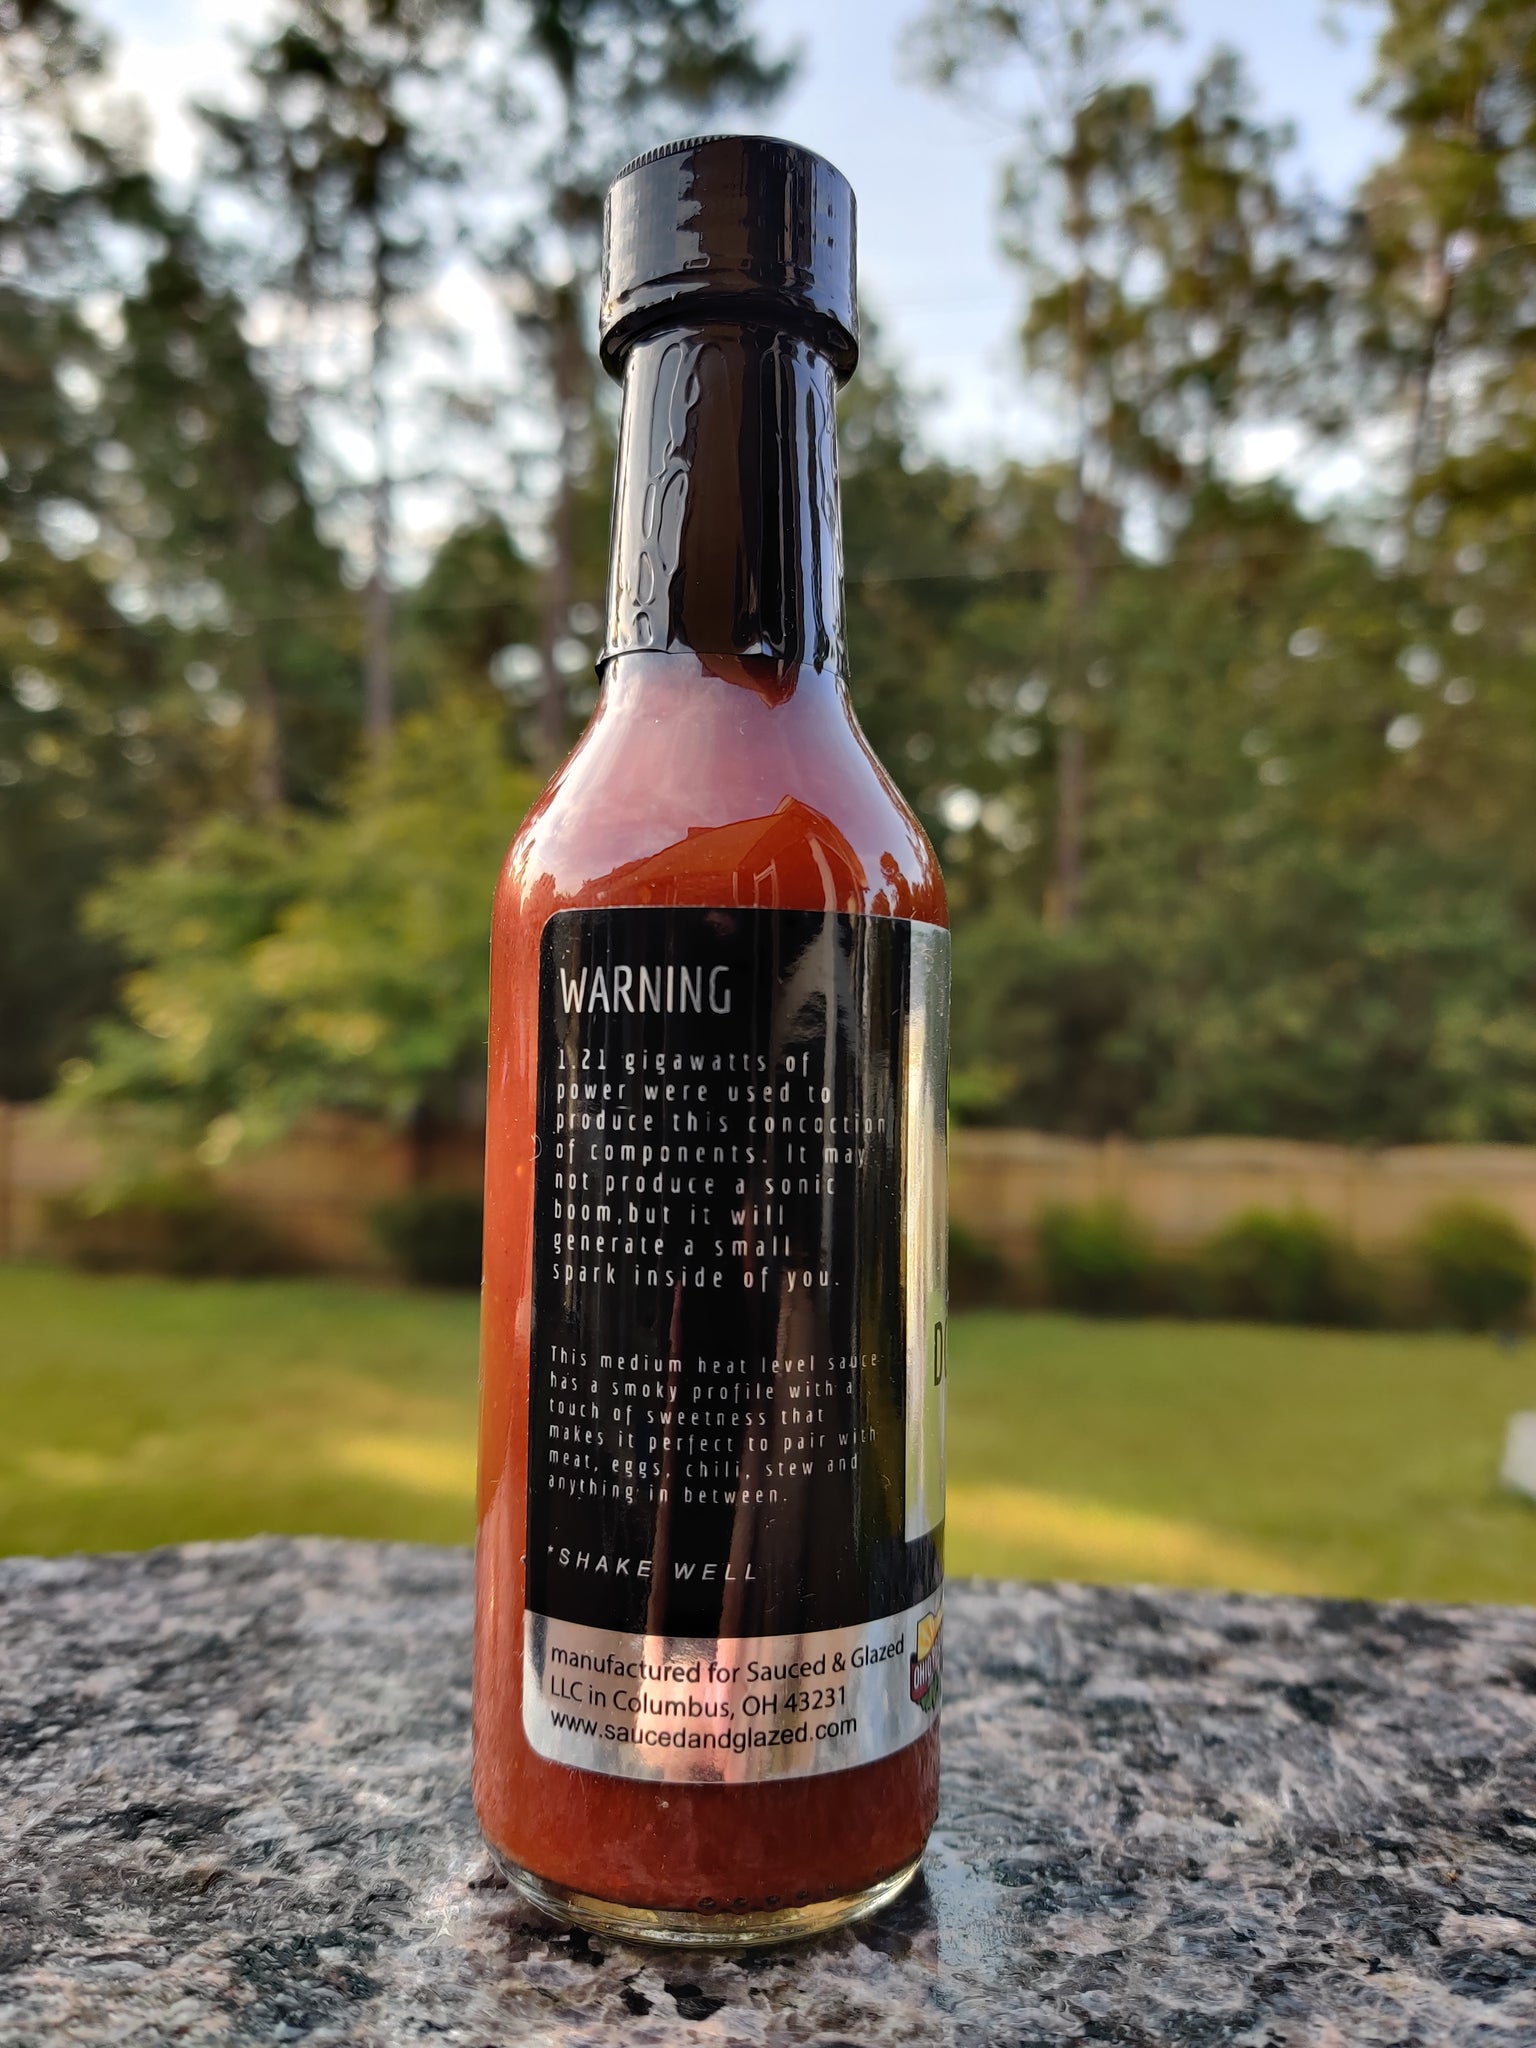 WARNING
1.21 gigawatts of
power were used to
produce this concoction
of components. It may
not produce a sonic
boom,but it will
generate a small
spark inside of you.
This medium heat level sauce
has a smoky profile with a
touch of sweetness that
makes it perfect to pair with
meat, eggs, chili, stew and
anything in between.
*SHAKE WELL
manufactured for Sauced & Glazed
LLC in Columbus, OH 43231
www.saucedandglazed.com